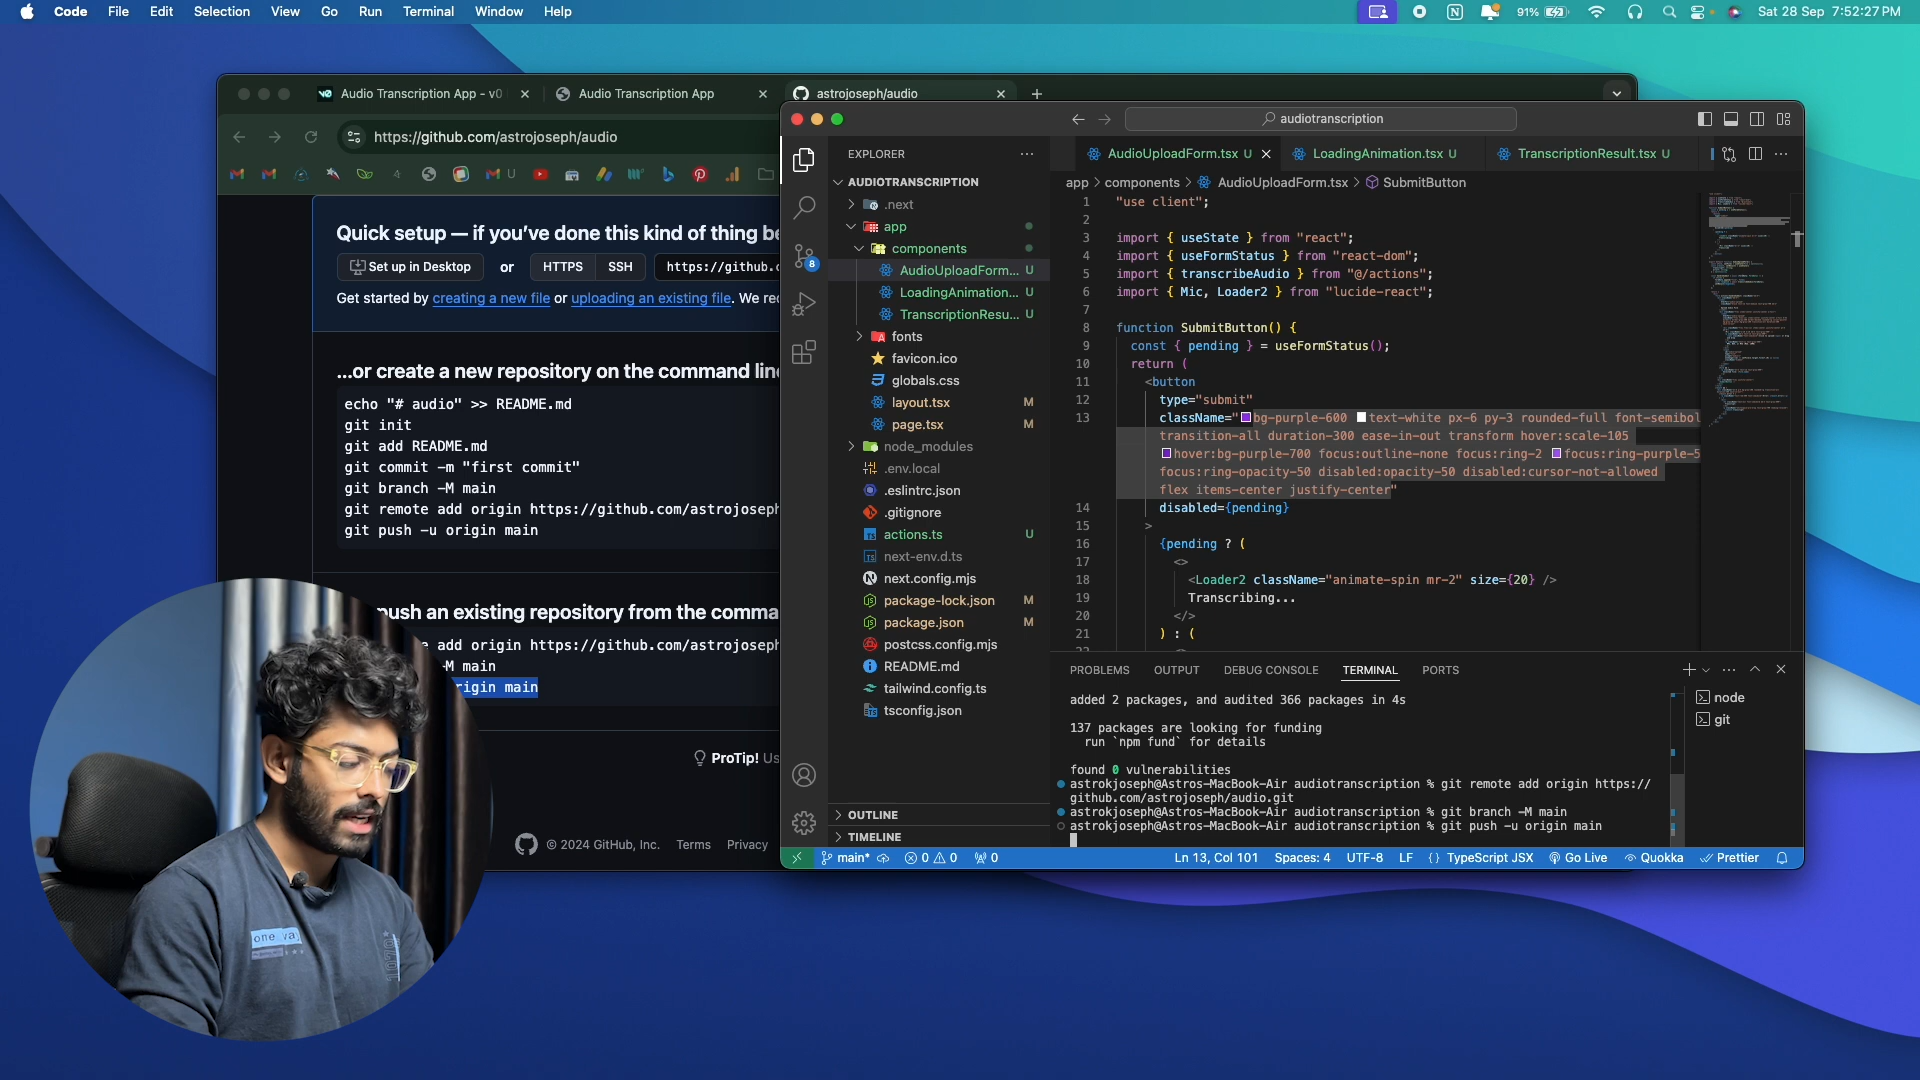 Code File Edit Selection View Go Run Terminal Window Help
91%
Sat 28 Sep 7:52:27 PM
Audio Transcription App - v0
Audio Transcription App
astrojoseph/audio
https://github.com/astrojoseph/audio
U
Quick setup — if you've done this kind of thing be
Set up in Desktop or HTTPS SSH https://github.c
Get started by creating a new file or uploading an existing file. We rec
...or create a new repository on the command lin
echo "# audio" >> README.md
git init
git add README.md
git commit -m "first commit"
git branch -M main
git remote add origin https://github.com/astrojoseph
git push -u origin main
push an existing repository from the comma
e add origin https://github.com/astrojoseph
-M main
rigin main
ProTip! Us
© 2024 GitHub, Inc. Terms Privacy
audiotranscription
EXPLORER
AUDIOTRANSCRIPTION
.next
app
components
AudioUploadForm... U
LoadingAnimation... U
TranscriptionResu... U
fonts
favicon.ico
globals.css
layout.tsx M
page.tsx M
node_modules
.env.local
.eslintrc.json
.gitignore
actions.ts U
next-env.d.ts
next.config.mjs
package-lock.json M
package.json M
postcss.config.mjs
README.md
tailwind.config.ts
tsconfig.json
OUTLINE
TIMELINE
8
AudioUploadForm.tsx U LoadingAnimation.tsx U TranscriptionResult.tsx U
app > components > AudioUploadForm.tsx > SubmitButton
1 "use client";
2
3 import { useState } from "react";
4 import { useFormStatus } from "react-dom";
5 import { transcribeAudio } from "@/actions";
6 import { Mic, Loader2 } from "lucide-react";
7
8 function SubmitButton() {
9 const { pending } = useFormStatus();
10 return (
11 <button
12 type="submit"
13 className="bg-purple-600 text-white px-6 py-3 rounded-full font-semibol
transition-all duration-300 ease-in-out transform hover:scale-105
hover:bg-purple-700 focus:outline-none focus:ring-2 focus:ring-purple-5
focus:ring-opacity-50 disabled:opacity-50 disabled:cursor-not-allowed
flex items-center justify-center"
14 disabled={pending}
15 >
16 {pending ? (
17 <>
18 <Loader2 className="animate-spin mr-2" size={20} />
19 Transcribing...
20 </>
21 ) : (
PROBLEMS OUTPUT DEBUG CONSOLE TERMINAL PORTS
added 2 packages, and audited 366 packages in 4s
137 packages are looking for funding
run `npm fund` for details
found 0 vulnerabilities
astrokjoseph@Astros-MacBook-Air audiotranscription % git remote add origin https://
github.com/astrojoseph/audio.git
astrokjoseph@Astros-MacBook-Air audiotranscription % git branch -M main
astrokjoseph@Astros-MacBook-Air audiotranscription % git push -u origin main
node
git
main* 0 0 0 Ln 13, Col 101 Spaces: 4 UTF-8 LF {} TypeScript JSX Go Live Quokka Prettier
one wa